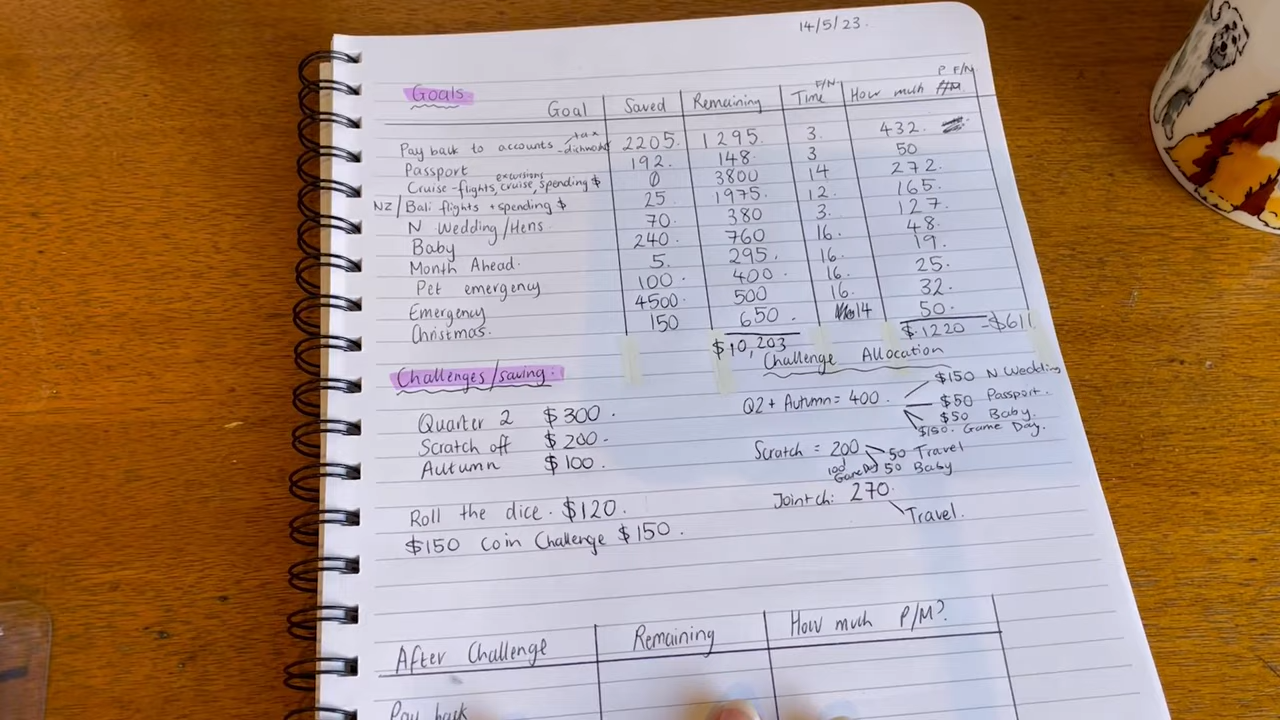 14/5/23.
Goals
Goal Saved Remaining Time F/N How much P F/N
Pay back to accounts - tax 2205. 1295. 3. 432.
Passport 192. 148. 3 50
Cruise-flights, cruise, excursions spending $ 0 3800 14 272.
NZ/Bali flights + spending $ 25 1975 12. 165.
N Wedding/Hens 70. 380 3. 127.
Baby 240. 760 16. 48.
Month Ahead. 5. 295. 16. 19.
Pet emergency 100. 400. 16. 25.
Emergency 4500. 500 16. 32.
Christmas. 150 650. 14 50.
$10,203 $1220 -$611
Challenges/saving. Challenge Allocation
Quarter 2 $300.
Scratch off $200.
Autumn $100.
Roll the dice. $120.
$150 Coin Challenge $150.
Q2 + Autumn = 400.
$150 N Wedding
$50 Passport.
$50 Baby.
$150. Game Day.
Scratch = 200 50 Travel
100 Game Day 50 Baby
Joint ch: 270.
Travel.
After Challenge Remaining How much P/M?
Pay back